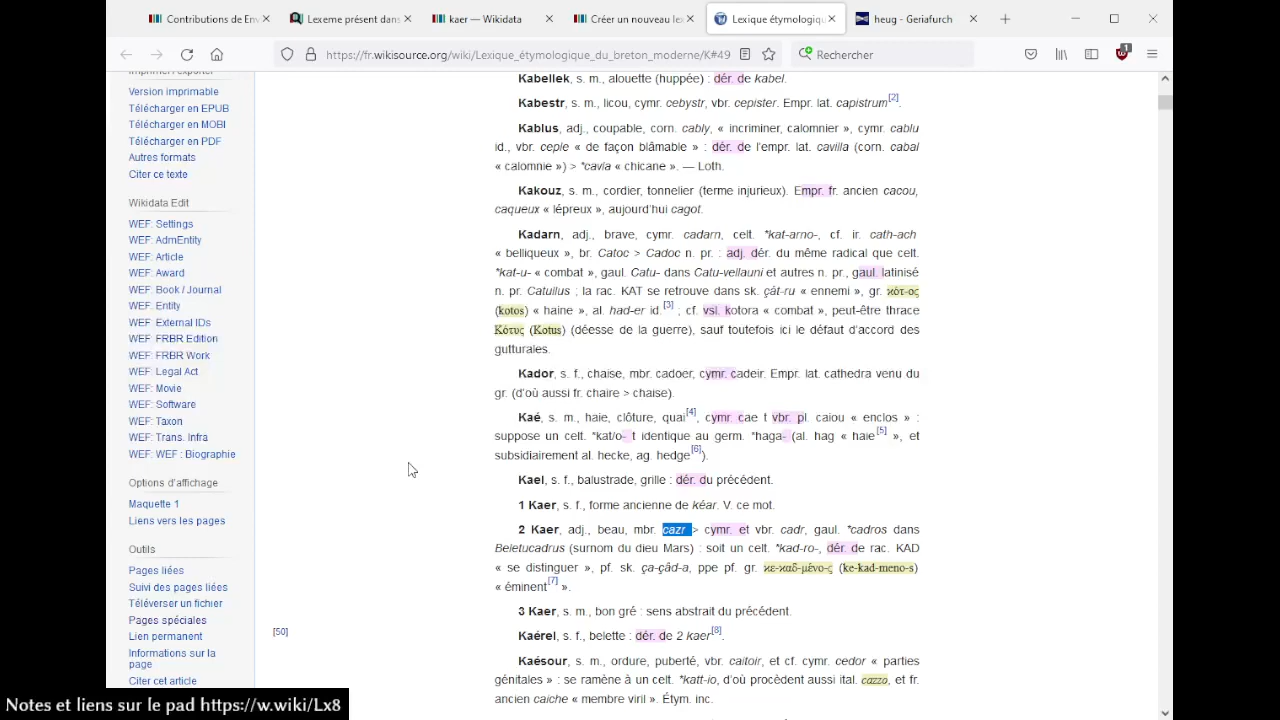 Contributions de En
Lexeme présent dans
kaer — Wikidata
Créer un nouveau lex
Lexique étymologique
heug - Geriafurch
https://fr.wikisource.org/wiki/Lexique_étymologique_du_breton_moderne/K#49
Rechercher
1
Imprimer/exporter
Version imprimable
Télécharger en EPUB
Télécharger en MOBI
Télécharger en PDF
Autres formats
Citer ce texte
Wikidata Edit
WEF: Settings
WEF: AdmEntity
WEF: Article
WEF: Award
WEF: Book / Journal
WEF: Entity
WEF: External IDs
WEF: FRBR Edition
WEF: FRBR Work
WEF: Legal Act
WEF: Movie
WEF: Software
WEF: Taxon
WEF: Trans. Infra
WEF: WEF : Biographie
Options d'affichage
Maquette 1
Liens vers les pages
Outils
Pages liées
Suivi des pages liées
Téléverser un fichier
Pages spéciales
Lien permanent
Informations sur la
page
Citer cet article
Kabellek, s. m., alouette (huppée) : dér. de kabel.
Kabestr, s. m., licou, cymr. cebystr, vbr. cepister. Empr. lat. capistrum[2].
Kablus, adj., coupable, corn. cably, « incriminer, calomnier », cymr. cablu
id., vbr. ceple « de façon blâmable » : dér. de l'empr. lat. cavilla (corn. cabal
« calomnie ») > *cavia « chicane ». — Loth.
Kakouz, s. m., cordier, tonnelier (terme injurieux). Empr. fr. ancien cacou,
caqueux « lépreux », aujourd'hui cagot.
Kadarn, adj., brave, cymr. cadarn, celt. *kat-arno-, cf. ir. cath-ach
« belliqueux », br. Catoc > Cadoc n. pr. : adj. dér. du même radical que celt.
*kat-u- « combat », gaul. Catu- dans Catu-vellauni et autres n. pr., gaul. latinisé
n. pr. Catuilus ; la rac. KAT se retrouve dans sk. çât-ru « ennemi », gr. κότ-ος
(kotos) « haine », al. had-er id.[3] ; cf. vsl. kotora « combat », peut-être thrace
Κότυς (Kotus) (déesse de la guerre), sauf toutefois ici le défaut d'accord des
gutturales.
Kador, s. f., chaise, mbr. cadoer, cymr. cadeir. Empr. lat. cathedra venu du
gr. (d'où aussi fr. chaire > chaise).
Kaé, s. m., haie, clôture, quai[4], cymr. cae t vbr. pl. caiou « enclos » :
suppose un celt. *kat/o- t identique au germ. *haga- (al. hag « haie[5] », et
subsidiairement al. hecke, ag. hedge[6]).
Kael, s. f., balustrade, grille : dér. du précédent.
1 Kaer, s. f., forme ancienne de kéar. V. ce mot.
2 Kaer, adj., beau, mbr. cazr > cymr. et vbr. cadr, gaul. *cadros dans
Beletucadrus (surnom du dieu Mars) : soit un celt. *kad-ro-, dér. de rac. KAD
« se distinguer », pf. sk. ça-çâd-a, ppe pf. gr. κε-καδ-μένο-ς (ke-kad-meno-s)
« éminent[7] ».
3 Kaer, s. m., bon gré : sens abstrait du précédent.
[50]
Kaérel, s. f., belette : dér. de 2 kaer[8].
Kaésour, s. m., ordure, puberté, vbr. caitoir, et cf. cymr. cedor « parties
génitales » : se ramène à un celt. *katt-io, d'où procèdent aussi ital. cazzo, et fr.
ancien caiche « membre viril ». Étym. inc.
Notes et liens sur le pad https://w.wiki/Lx8